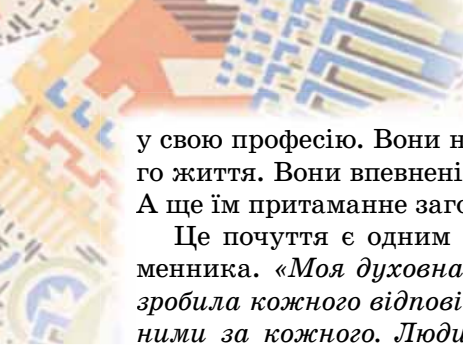 у свою професію. Вони н
го життя. Вони впевнені
А ще їм притаманне заго
Це почуття є одним
менника. «Моя духовна
зробила кожного відпові
ними за кожного. Люди